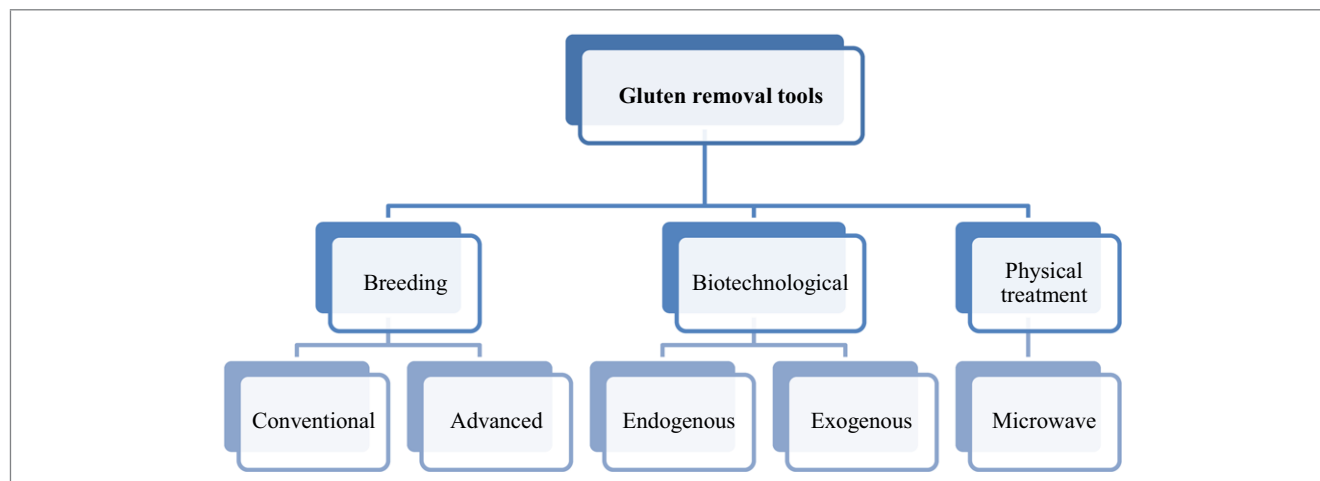 Gluten removal tools
Breeding
Biotechnological
Physical
treatment
Conventional
Advanced
Endogenous
Exogenous
Microwave